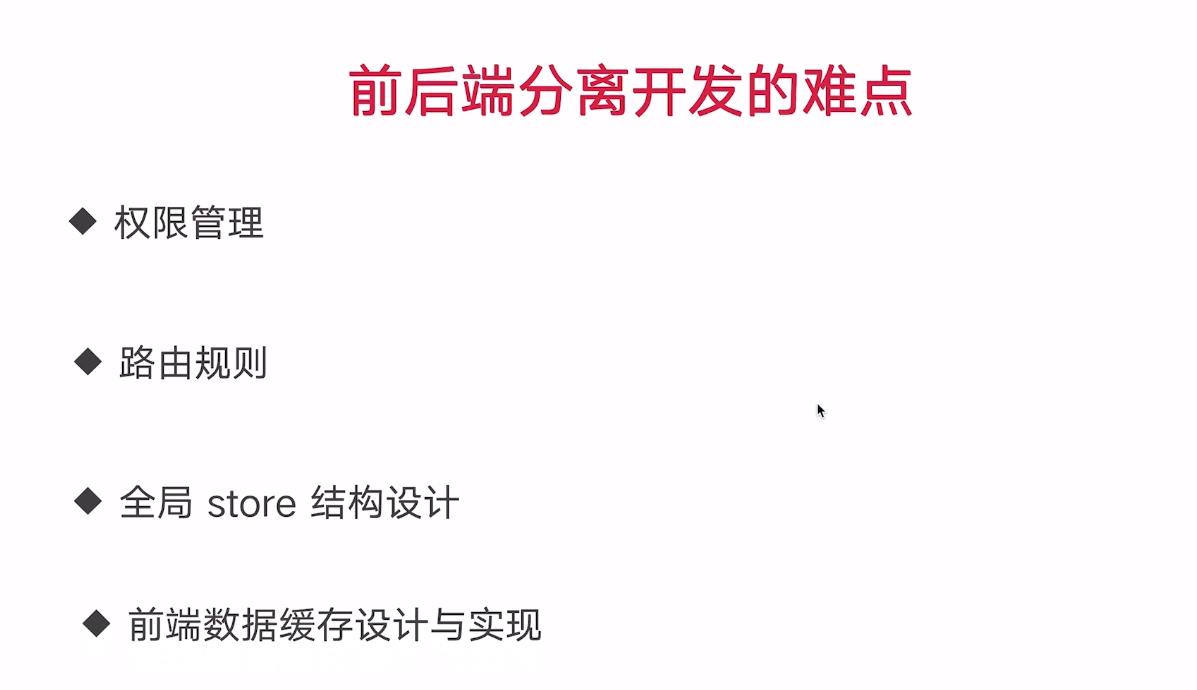 前后端分离开发的难点
◆ 权限管理
◆ 路由规则
◆ 全局 store 结构设计
◆ 前端数据缓存设计与实现